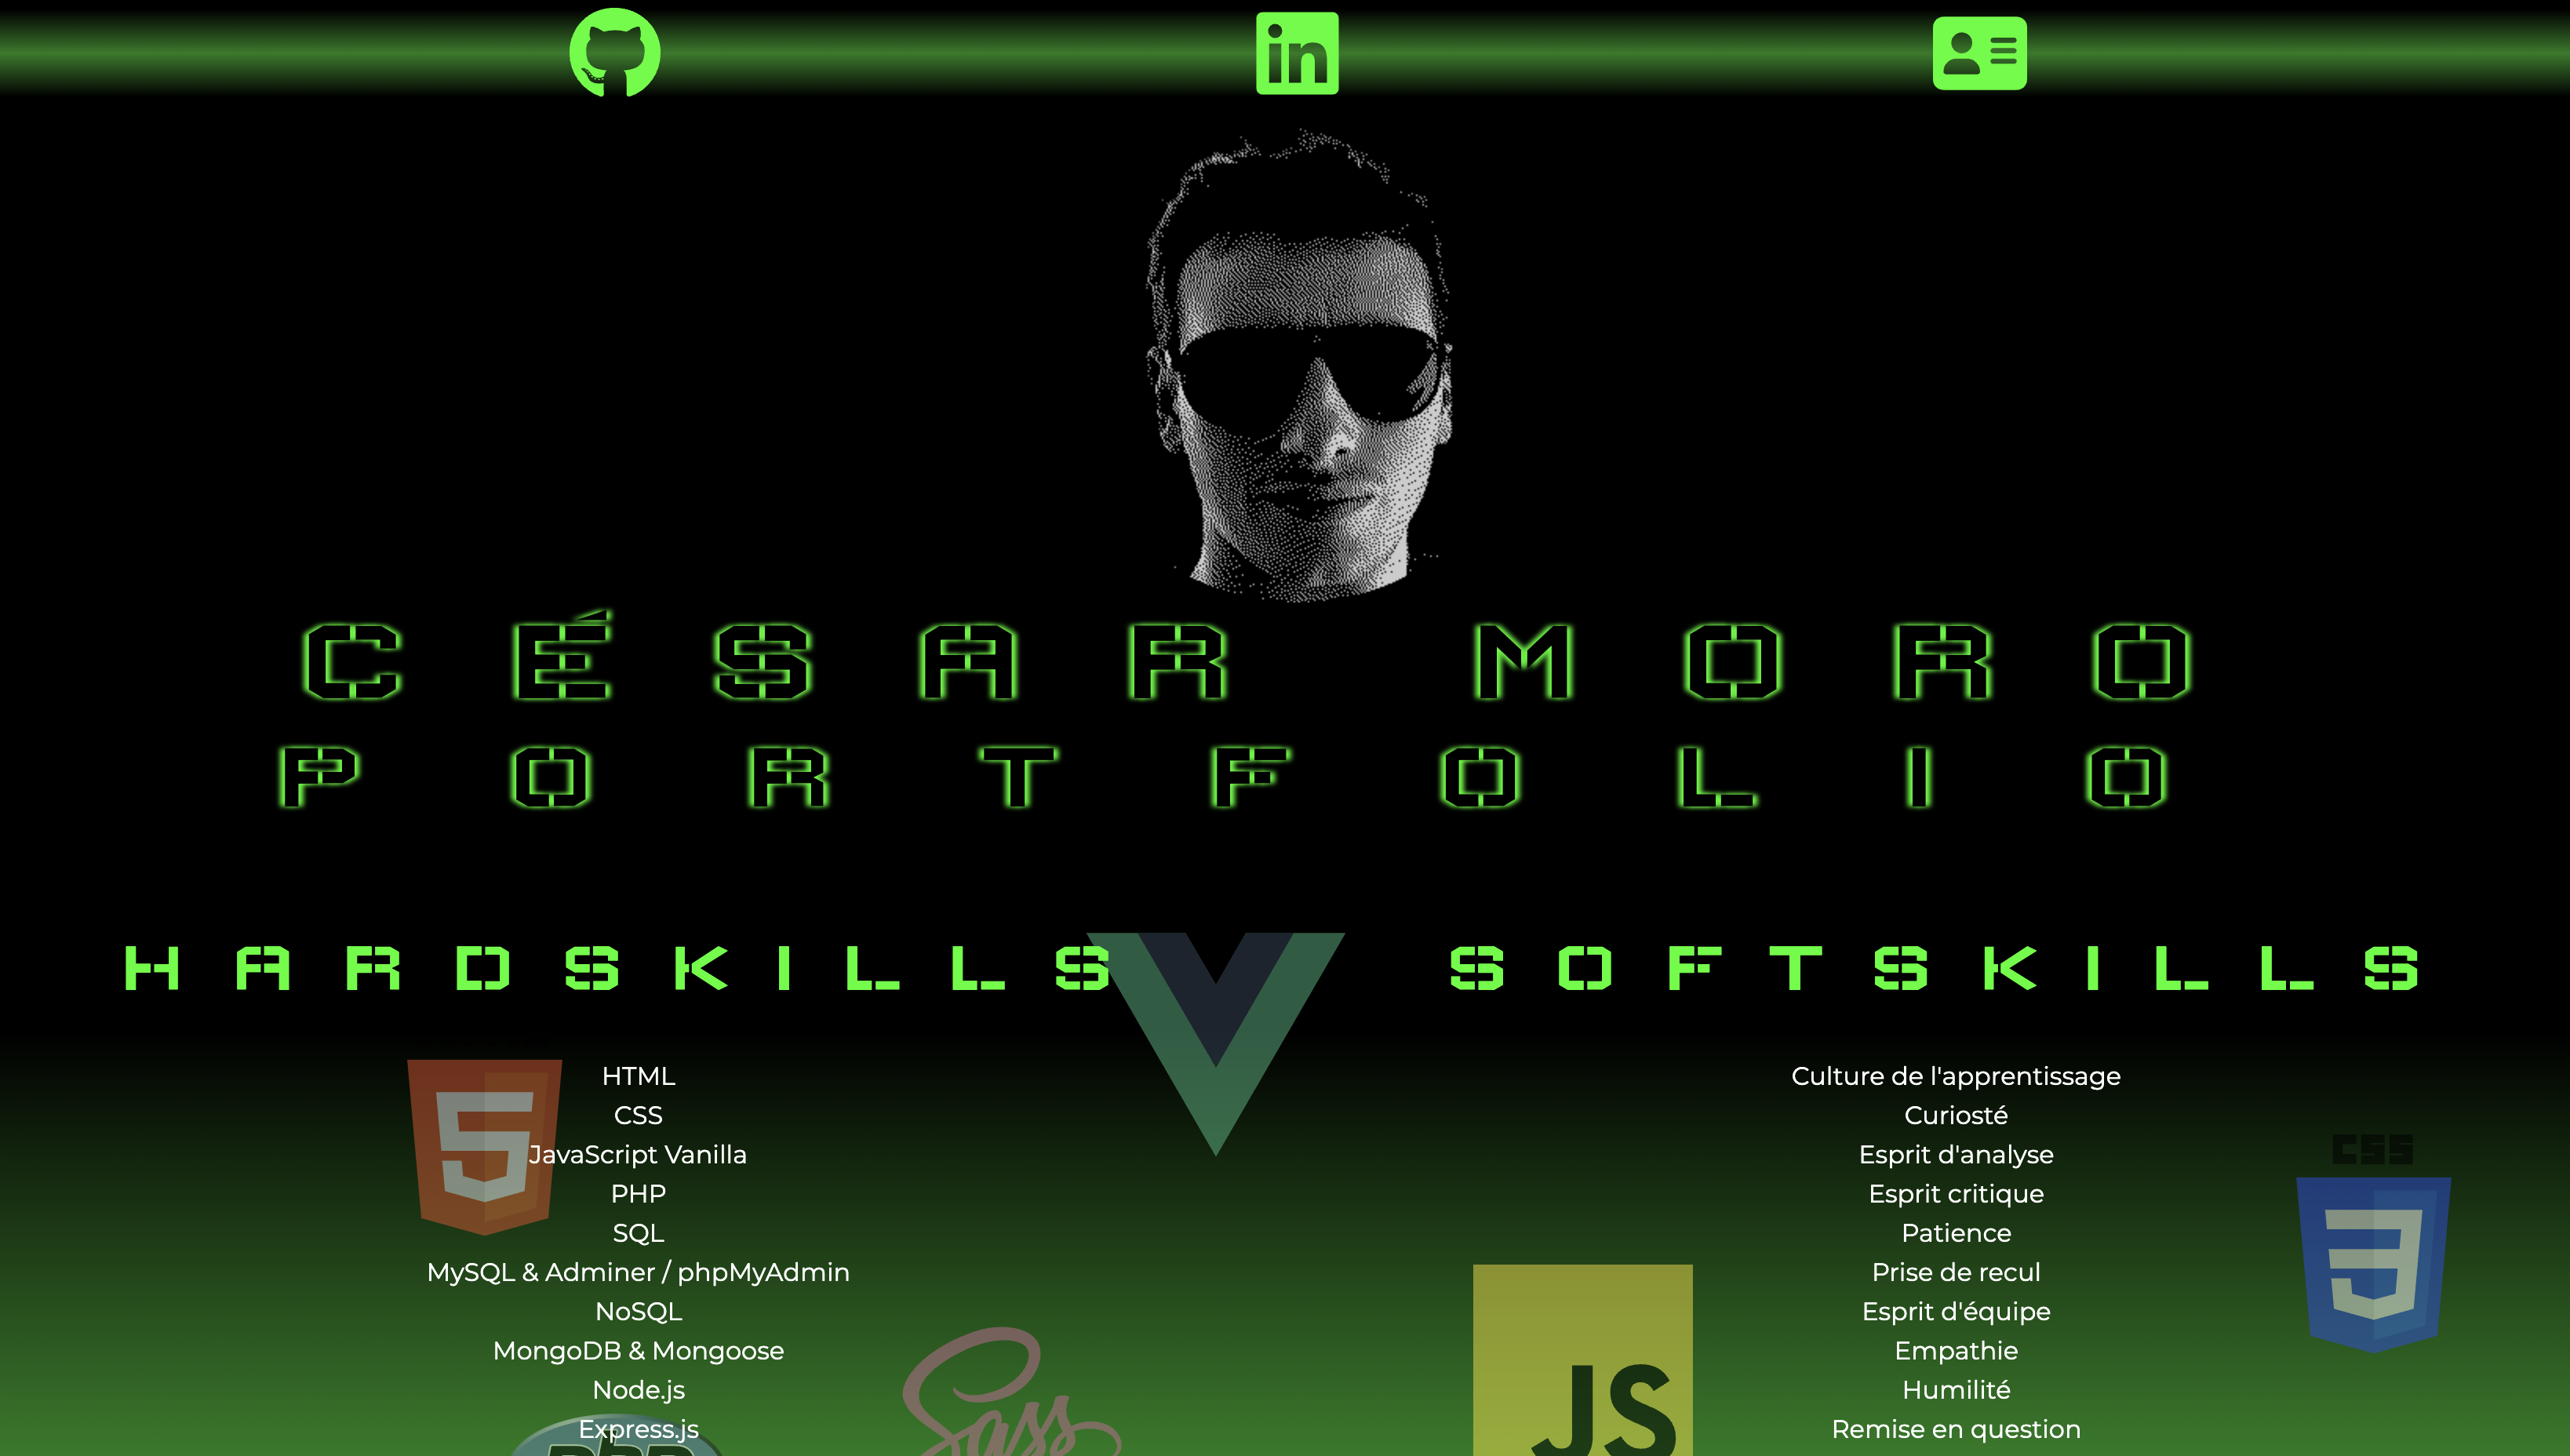 in
CÉSAR MORO
PORTFOLIO
HARDSKILLS
HTML
CSS
JavaScript Vanilla
PHP
SQL
MySQL & Adminer / phpMyAdmin
NoSQL
MongoDB & Mongoose
Node.js
Express.js
SOFTSKILLS
Culture de l'apprentissage
Curiosté
Esprit d'analyse
Esprit critique
Patience
Prise de recul
Esprit d'équipe
Empathie
Humilité
Remise en question
5
CSS
3
Sass
JS
php